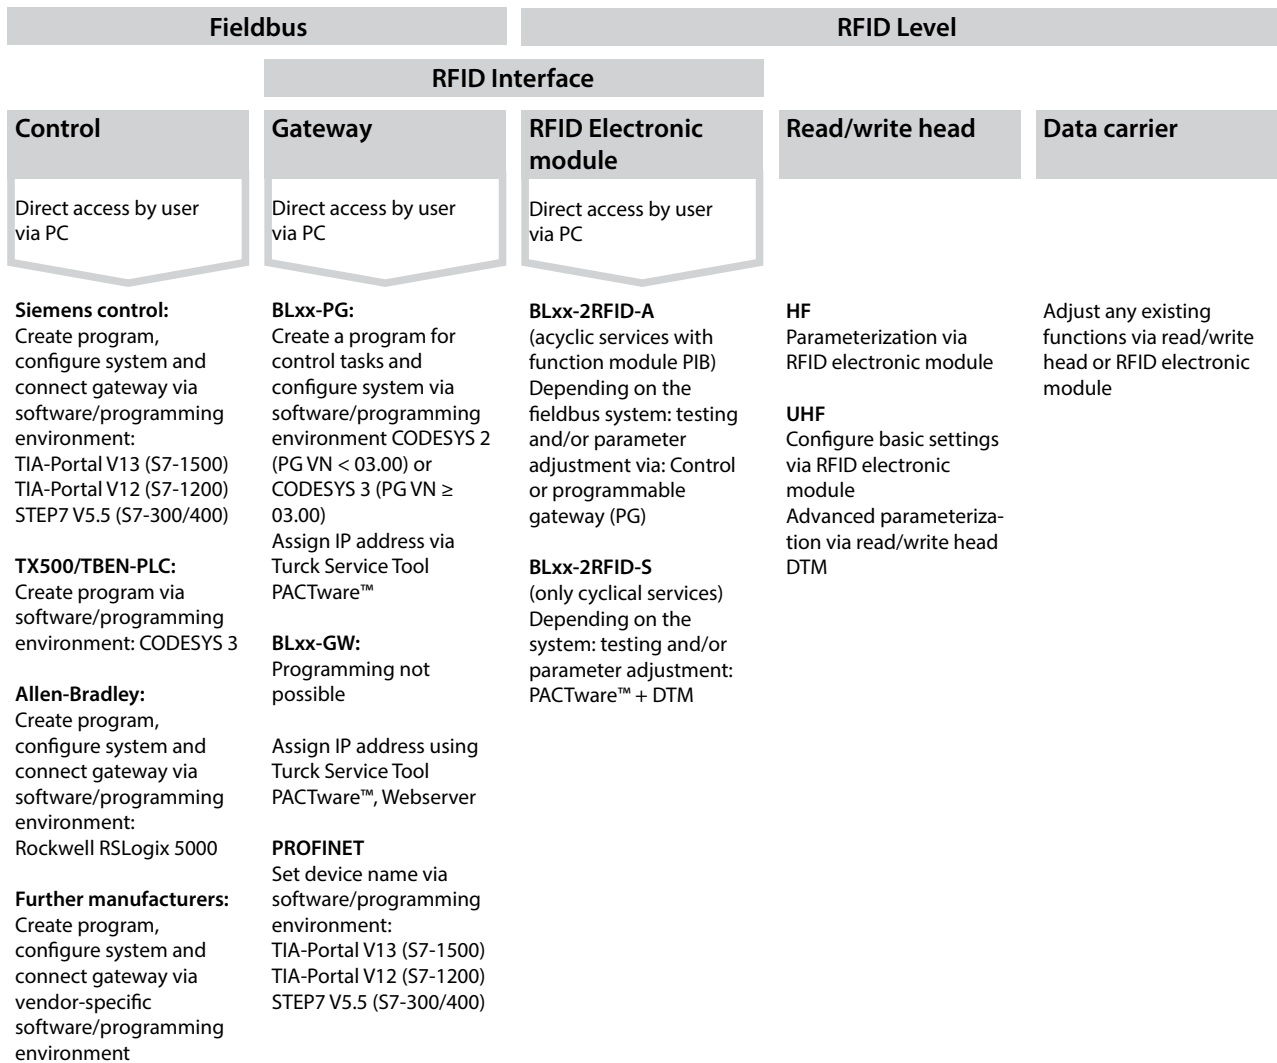 Fieldbus
RFID Level
RFID Interface
Control
Gateway
RFID Electronic
module
Read/write head
Data carrier
Direct access by user
via PC
Direct access by user
via PC
Direct access by user
via PC
Siemens control:
Create program,
configure system and
connect gateway via
software/programming
environment:
TIA-Portal V13 (S7-1500)
TIA-Portal V12 (S7-1200)
STEP7 V5.5 (S7-300/400)
TX500/TBEN-PLC:
Create program via
software/programming
environment: CODESYS 3
Allen-Bradley:
Create program,
configure system and
connect gateway via
software/programming
environment:
Rockwell RSLogix 5000
Further manufacturers:
Create program,
configure system and
connect gateway via
vendor-specific
software/programming
environment
BLxx-PG:
Create a program for
control tasks and
configure system via
software/programming
environment CODESYS 2
(PG VN < 03.00) or
CODESYS 3 (PG VN ≥
03.00)
Assign IP address via
Turck Service Tool
PACTware™
BLxx-GW:
Programming not
possible
Assign IP address using
Turck Service Tool
PACTware™, Webserver
PROFINET
Set device name via
software/programming
environment:
TIA-Portal V13 (S7-1500)
TIA-Portal V12 (S7-1200)
STEP7 V5.5 (S7-300/400)
BLxx-2RFID-A
(acyclic services with
function module PIB)
Depending on the
fieldbus system: testing
and/or parameter
adjustment via: Control
or programmable
gateway (PG)
BLxx-2RFID-S
(only cyclical services)
Depending on the
system: testing and/or
parameter adjustment:
PACTware™ + DTM
HF
Parameterization via
RFID electronic module
UHF
Configure basic settings
via RFID electronic
module
Advanced parameteriza-
tion via read/write head
DTM
Adjust any existing
functions via read/write
head or RFID electronic
module